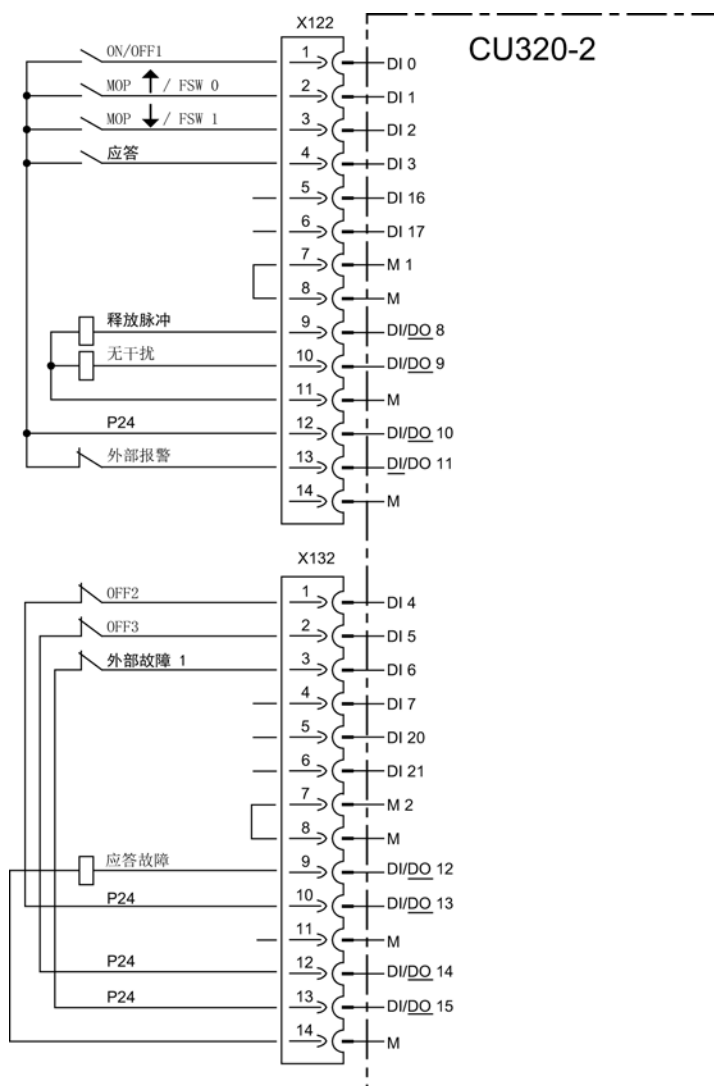 X122
CU320-2
ON/OFF1 1 DI 0
MOP / FSW 0 2 DI 1
MOP / FSW 1 3 DI 2
应答 4 DI 3
5 DI 16
6 DI 17
7 M 1
8 M
释放脉冲 9 DI/DO 8
无干扰 10 DI/DO 9
11 M
P24 12 DI/DO 10
外部报警 13 DI/DO 11
14 M
X132
OFF2 1 DI 4
OFF3 2 DI 5
外部故障 1 3 DI 6
4 DI 7
5 DI 20
6 DI 21
7 M 2
8 M
应答故障 9 DI/DO 12
P24 10 DI/DO 13
11 M
P24 12 DI/DO 14
P24 13 DI/DO 15
14 M